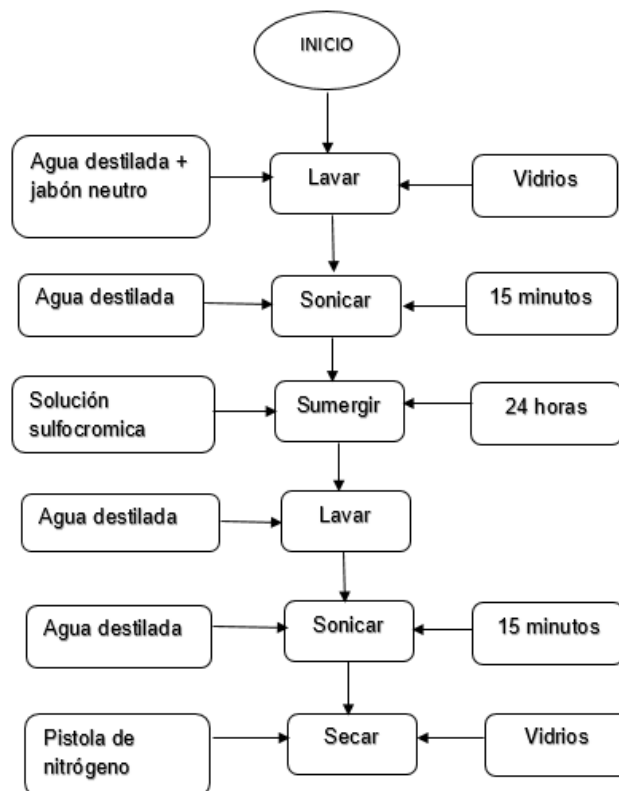 INICIO
Agua destilada +
jabón neutro
Lavar
Vidrios
Agua destilada
Sonicar
15 minutos
Solución
sulfocromica
Sumergir
24 horas
Agua destilada
Lavar
Agua destilada
Sonicar
15 minutos
Pistola de
nitrógeno
Secar
Vidrios